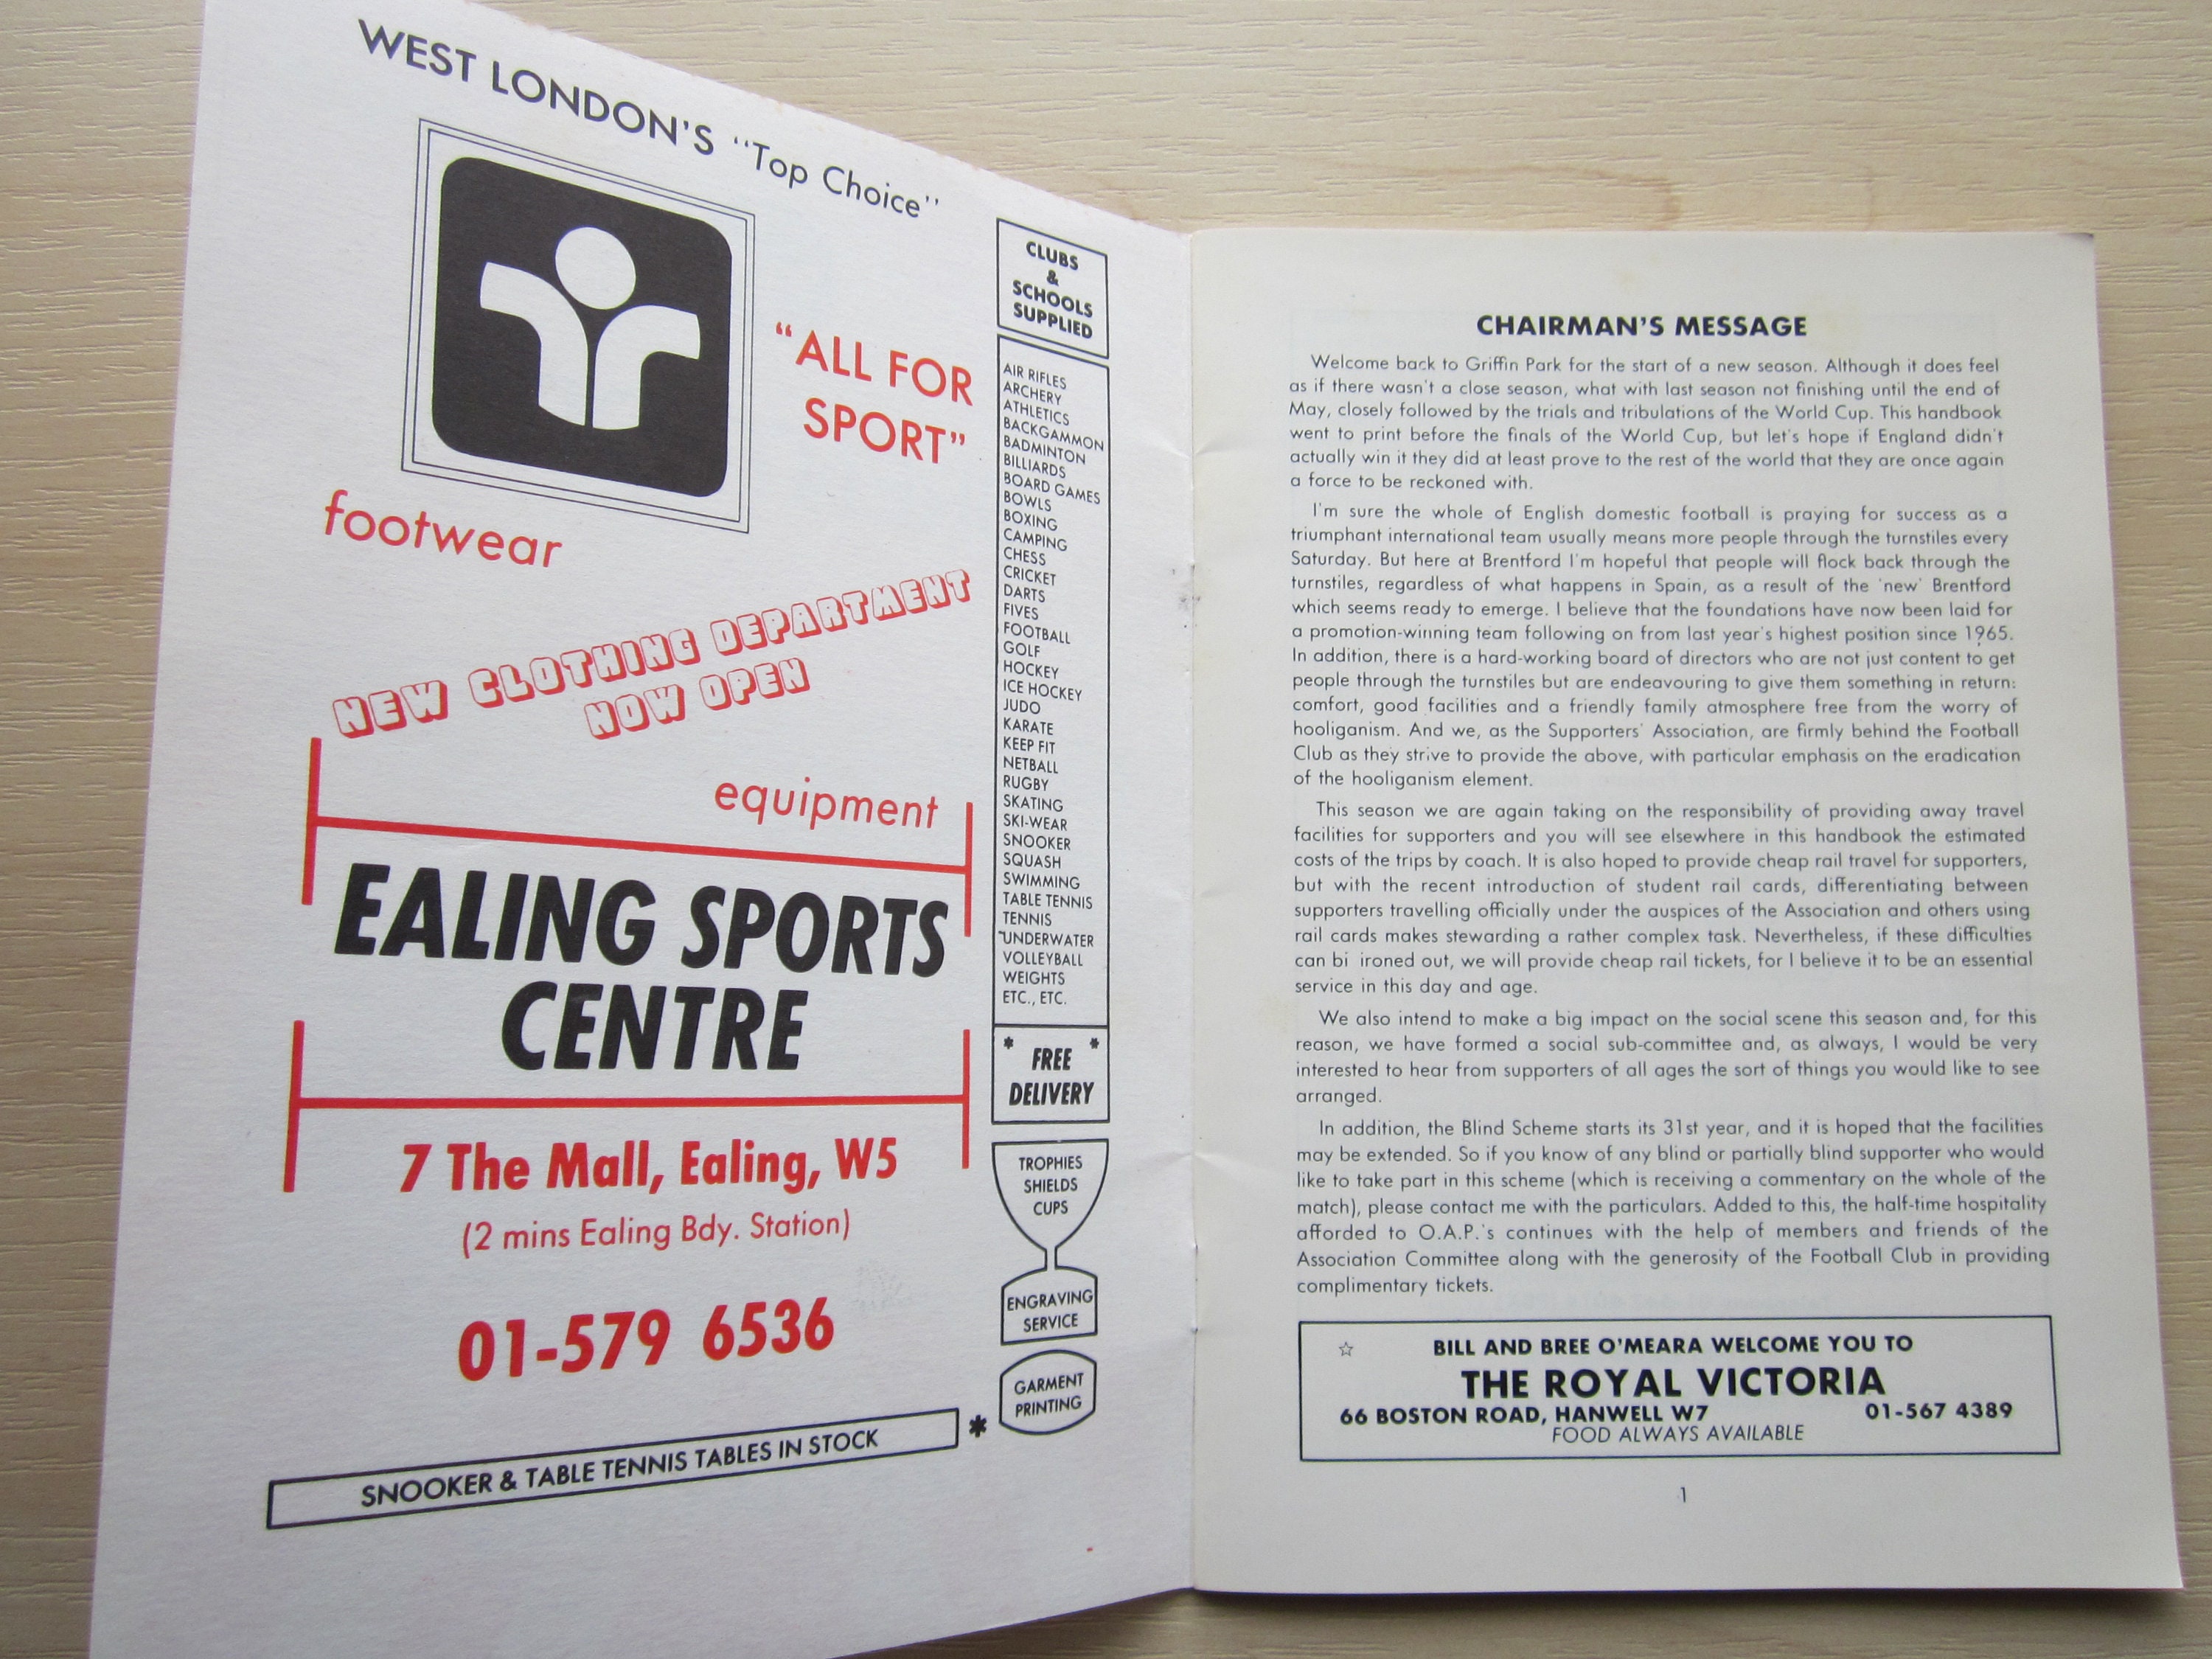 WEST LONDON'S "Top Choice"
"ALL FOR
SPORT"
footwear
NEW CLOTHING DEPARTMENT
NOW OPEN
equipment
EALING SPORTS
CENTRE
7 The Mall, Ealing, W5
(2 mins Ealing Bdy. Station)
01-579 6536
SNOOKER & TABLE TENNIS TABLES IN STOCK *
CLUBS
&
SCHOOLS
SUPPLIED
AIR RIFLES
ARCHERY
ATHLETICS
BACKGAMMON
BADMINTON
BILLIARDS
BOARD GAMES
BOWLS
BOXING
CAMPING
CHESS
CRICKET
DARTS
FIVES
FOOTBALL
GOLF
HOCKEY
ICE HOCKEY
JUDO
KARATE
KEEP FIT
NETBALL
RUGBY
SKATING
SKI-WEAR
SNOOKER
SQUASH
SWIMMING
TABLE TENNIS
TENNIS
UNDERWATER
VOLLEYBALL
WEIGHTS
ETC., ETC.
* FREE *
DELIVERY
TROPHIES
SHIELDS
CUPS
ENGRAVING
SERVICE
GARMENT
PRINTING
CHAIRMAN'S MESSAGE
Welcome back to Griffin Park for the start of a new season. Although it does feel
as if there wasn't a close season, what with last season not finishing until the end of
May, closely followed by the trials and tribulations of the World Cup. This handbook
went to print before the finals of the World Cup, but let's hope if England didn't
actually win it they did at least prove to the rest of the world that they are once again
a force to be reckoned with.
I'm sure the whole of English domestic football is praying for success as a
triumphant international team usually means more people through the turnstiles every
Saturday. But here at Brentford I'm hopeful that people will flock back through the
turnstiles, regardless of what happens in Spain, as a result of the 'new' Brentford
which seems ready to emerge. I believe that the foundations have now been laid for
a promotion-winning team following on from last year's highest position since 1965.
In addition, there is a hard-working board of directors who are not just content to get
people through the turnstiles but are endeavouring to give them something in return:
comfort, good facilities and a friendly family atmosphere free from the worry of
hooliganism. And we, as the Supporters' Association, are firmly behind the Football
Club as they strive to provide the above, with particular emphasis on the eradication
of the hooliganism element.
This season we are again taking on the responsibility of providing away travel
facilities for supporters and you will see elsewhere in this handbook the estimated
costs of the trips by coach. It is also hoped to provide cheap rail travel for supporters,
but with the recent introduction of student rail cards, differentiating between
supporters travelling officially under the auspices of the Association and others using
rail cards makes stewarding a rather complex task. Nevertheless, if these difficulties
can bi ironed out, we will provide cheap rail tickets, for I believe it to be an essential
service in this day and age.
We also intend to make a big impact on the social scene this season and, for this
reason, we have formed a social sub-committee and, as always, I would be very
interested to hear from supporters of all ages the sort of things you would like to see
arranged.
In addition, the Blind Scheme starts its 31st year, and it is hoped that the facilities
may be extended. So if you know of any blind or partially blind supporter who would
like to take part in this scheme (which is receiving a commentary on the whole of the
match), please contact me with the particulars. Added to this, the half-time hospitality
afforded to O.A.P.'s continues with the help of members and friends of the
Association Committee along with the generosity of the Football Club in providing
complimentary tickets.
☆ BILL AND BREE O'MEARA WELCOME YOU TO
THE ROYAL VICTORIA
66 BOSTON ROAD, HANWELL W7 01-567 4389
FOOD ALWAYS AVAILABLE
1